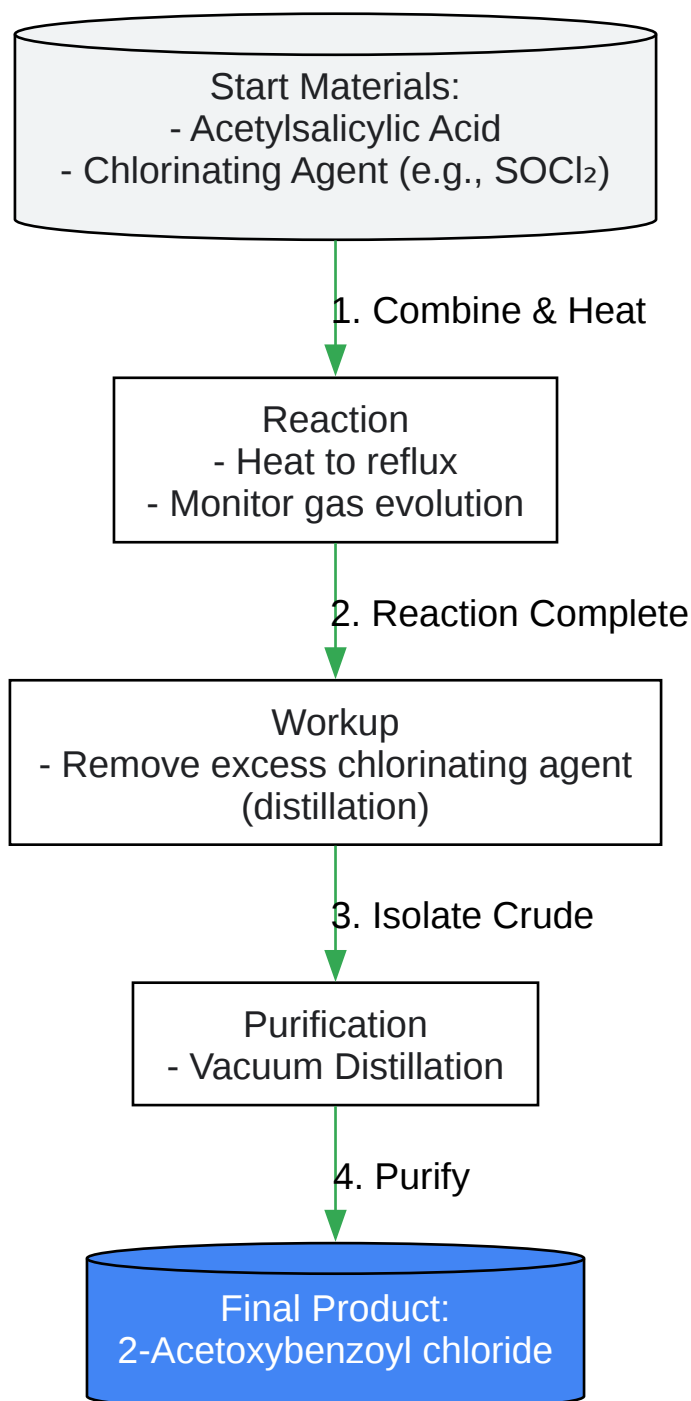 Start Materials:
- Acetylsalicylic Acid
- Chlorinating Agent (e.g., SOCl₂)
1. Combine & Heat
Reaction
- Heat to reflux
- Monitor gas evolution
2. Reaction Complete
Workup
- Remove excess chlorinating agent
(distillation)
3. Isolate Crude
Purification
- Vacuum Distillation
4. Purify
Final Product:
2-Acetoxybenzoyl chloride